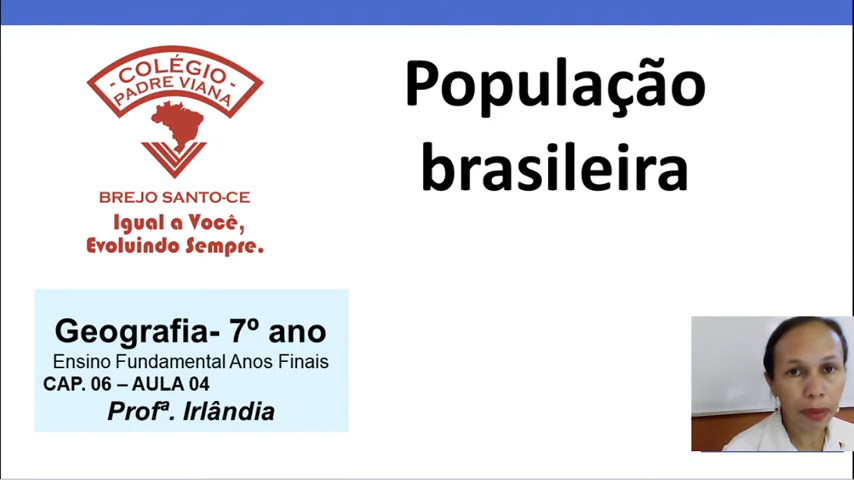 - COLÉGIO -
PADRE VIANA
BREJO SANTO-CE
Igual a Você,
Evoluindo Sempre.
População
brasileira
Geografia- 7º ano
Ensino Fundamental Anos Finais
CAP. 06 – AULA 04
Profª. Irlândia